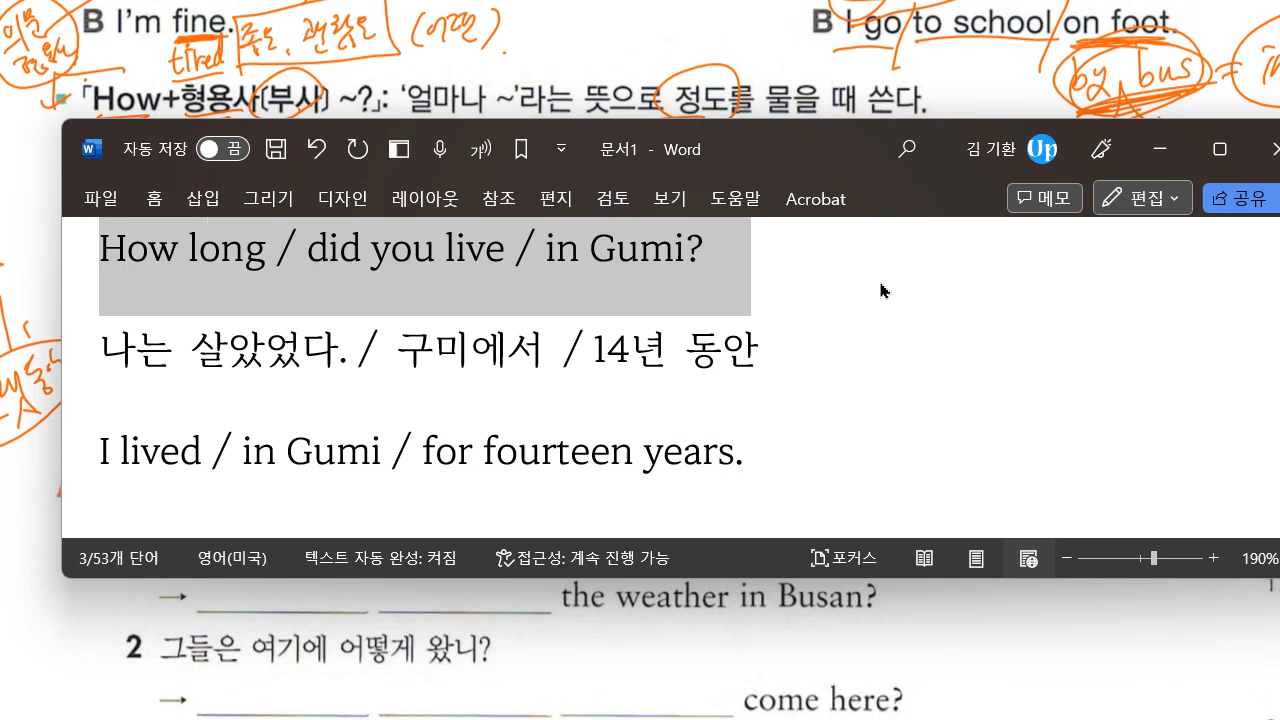 B I'm fine.
B I go to school on foot.
tired
by bus =
「How+형용사(부사) ~?」: '얼마나 ~'라는 뜻으로 정도를 물을 때 쓴다.
자동 저장 끔 가)) 문서1 - Word 김 기환 Up
파일 홈 삽입 그리기 디자인 레이아웃 참조 편지 검토 보기 도움말 Acrobat 메모 편집 공유
How long / did you live / in Gumi?
나는 살았었다. / 구미에서 / 14년 동안
I lived / in Gumi / for fourteen years.
3/53개 단어 영어(미국) 텍스트 자동 완성: 켜짐 접근성: 계속 진행 가능 포커스 190%
→ the weather in Busan?
2 그들은 여기에 어떻게 왔니?
→ come here?